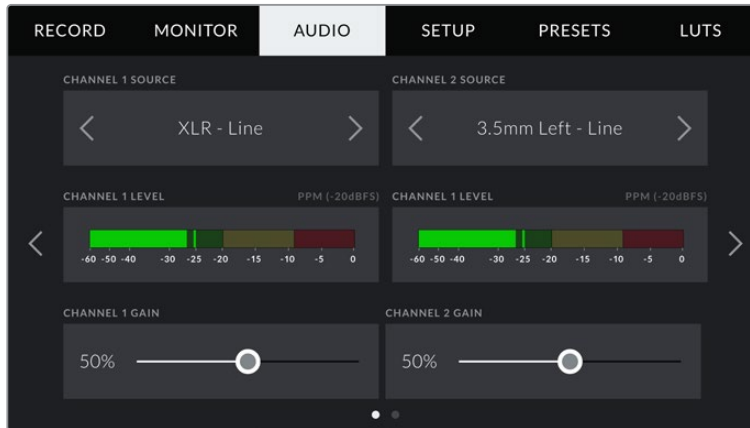 RECORD MONITOR AUDIO SETUP PRESETS LUTS
CHANNEL 1 SOURCE CHANNEL 2 SOURCE
XLR - Line 3.5mm Left - Line
CHANNEL 1 LEVEL PPM (-20dBFS) CHANNEL 1 LEVEL PPM (-20dBFS)
-60 -50 -40 -30 -25 -20 -15 -10 -5 0 -60 -50 -40 -30 -25 -20 -15 -10 -5 0
CHANNEL 1 GAIN CHANNEL 2 GAIN
50% 50%